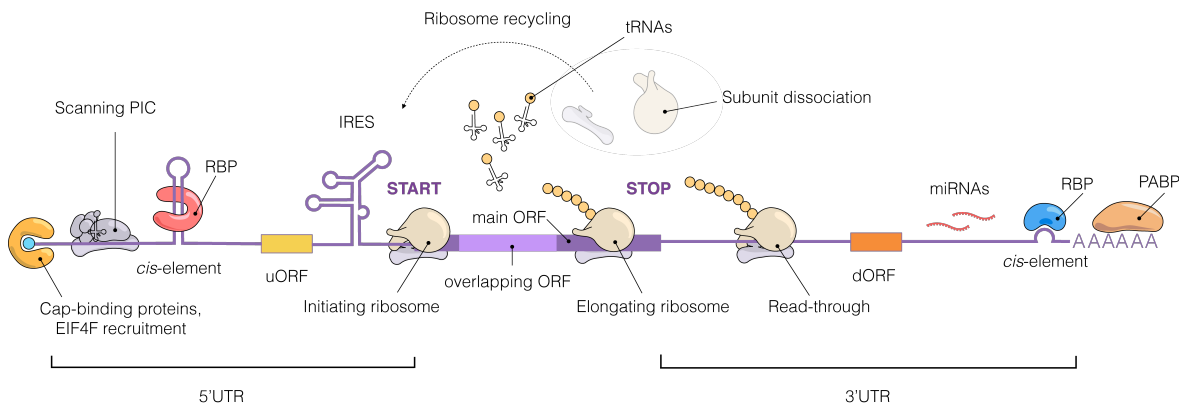 Ribosome recycling
tRNAs
Subunit dissociation
Scanning PIC
IRES
RBP
START
STOP
miRNAs
RBP
PABP
main ORF
AAAAAA
cis-element
uORF
overlapping ORF
dORF
cis-element
Cap-binding proteins,
EIF4F recruitment
Initiating ribosome
Elongating ribosome
Read-through
5'UTR
3'UTR